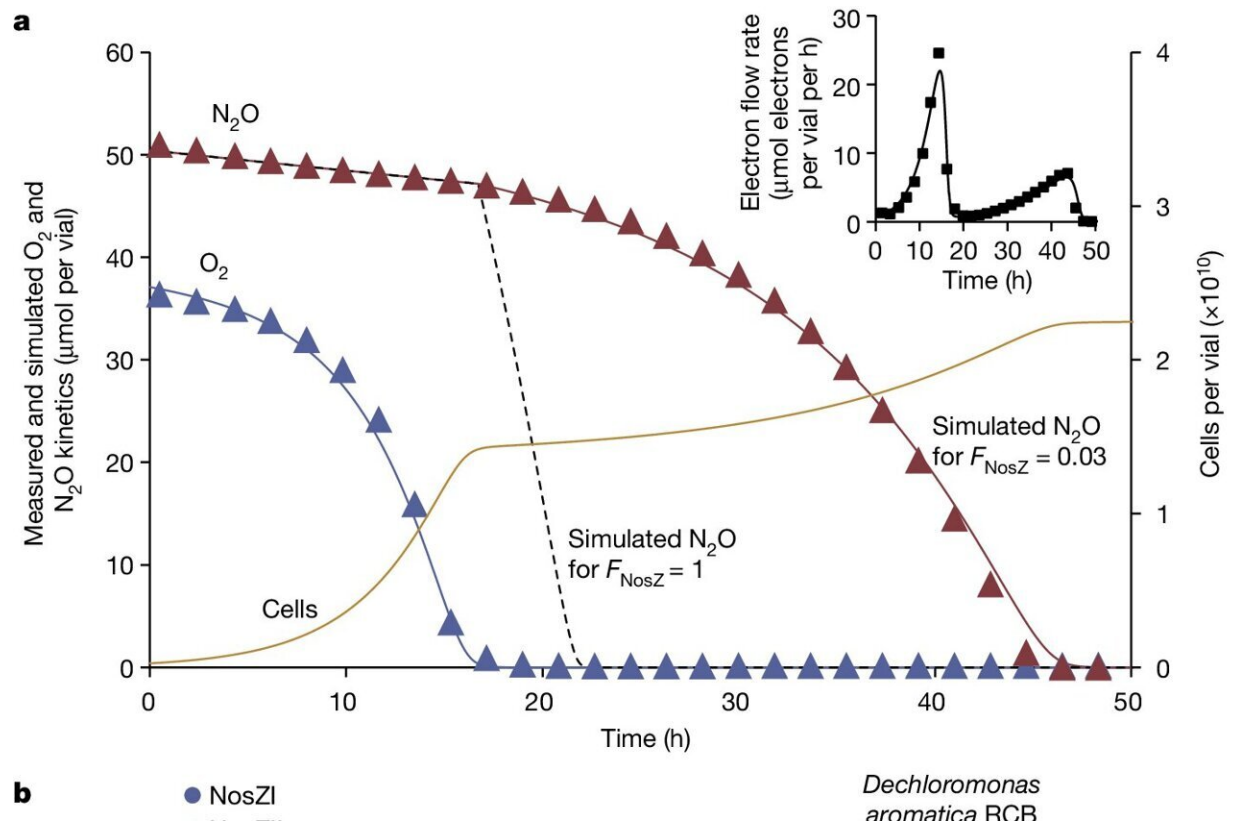 a
60
50
40
30
20
10
0
Measured and simulated O2 and
N2O kinetics (μmol per vial)
N2O
O2
Cells
Simulated N2O
for FNosZ = 1
Simulated N2O
for FNosZ = 0.03
Electron flow rate
(μmol electrons
per vial per h)
30
20
10
0
0 10 20 30 40 50
Time (h)
4
3
2
1
0
Cells per vial (×10¹⁰)
0 10 20 30 40 50
Time (h)
b
NosZI
Dechloromonas
aromatica RCB